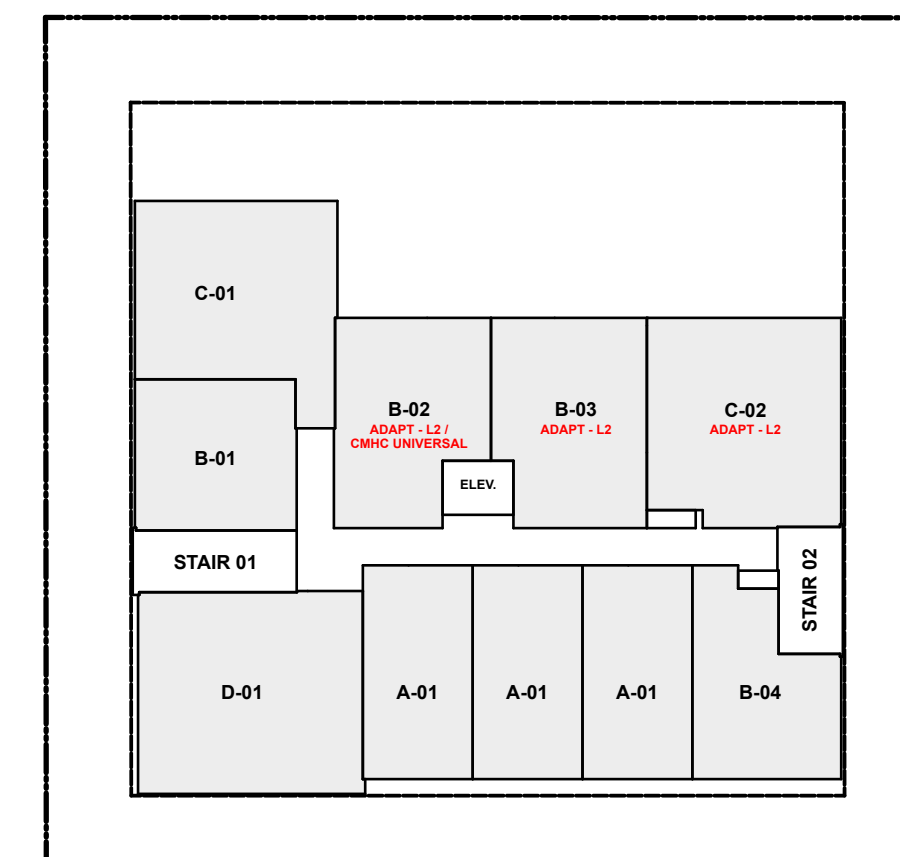 C-01
B-02
ADAPT - L2 /
CMHC UNIVERSAL
B-03
ADAPT - L2
C-02
ADAPT - L2
B-01
ELEV.
STAIR 01
STAIR 02
D-01
A-01
A-01
A-01
B-04